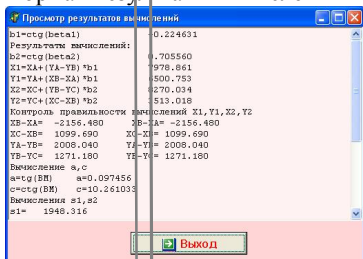 Просмотр результатов вычислений
b1=ctg(beta1) -0.224631
Результаты вычислений:
b2=ctg(beta2) 0.705560
X1=XA+(YA-YB)*b1 7978.861
Y1=YA+(XB-XA)*b1 6500.753
X2=XC+(YB-YC)*b2 8270.034
Y2=YC+(XC-XB)*b2 3513.018
Контроль правильности вычислений X1,Y1,X2,Y2
XB-XA= -2156.480 XB-XA= -2156.480
XC-XB= 1099.690 XC-XB= 1099.690
YA-YB= 2008.040 YA-YB= 2008.040
YB-YC= 1271.180 YB-YC= 1271.180
Вычисление a,c
a=tg(BM) a=0.097456
c=ctg(BM) c=10.261033
Вычисления s1,s2
s1= 1948.316
Выход